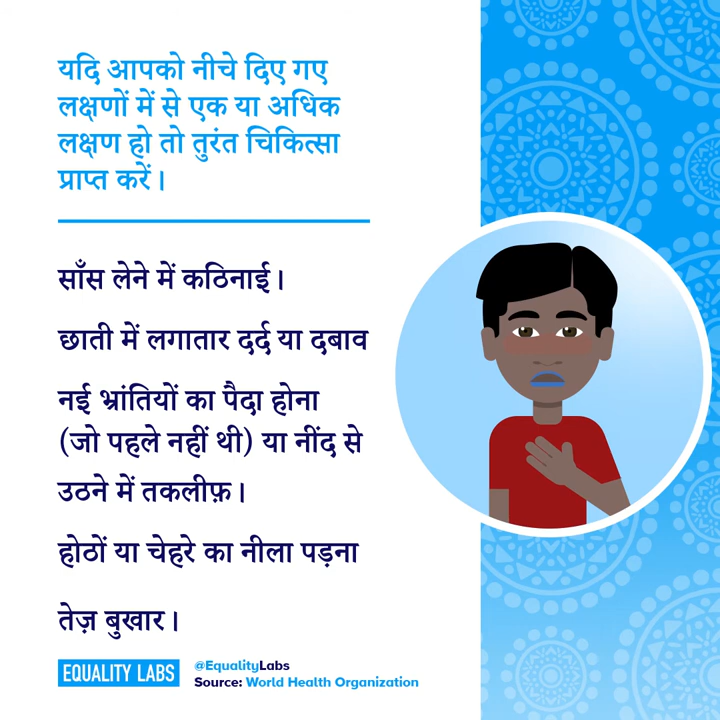 यदि आपको नीचे दिए गए
लक्षणों में से एक या अधिक
लक्षण हो तो तुरंत चिकित्सा
प्राप्त करें।
साँस लेने में कठिनाई।
छाती में लगातार दर्द या दबाव
नई भ्रांतियों का पैदा होना
(जो पहले नहीं थी) या नींद से
उठने में तकलीफ़।
होठों या चेहरे का नीला पड़ना
तेज़ बुखार।
EQUALITY LABS
@EqualityLabs
Source: World Health Organization